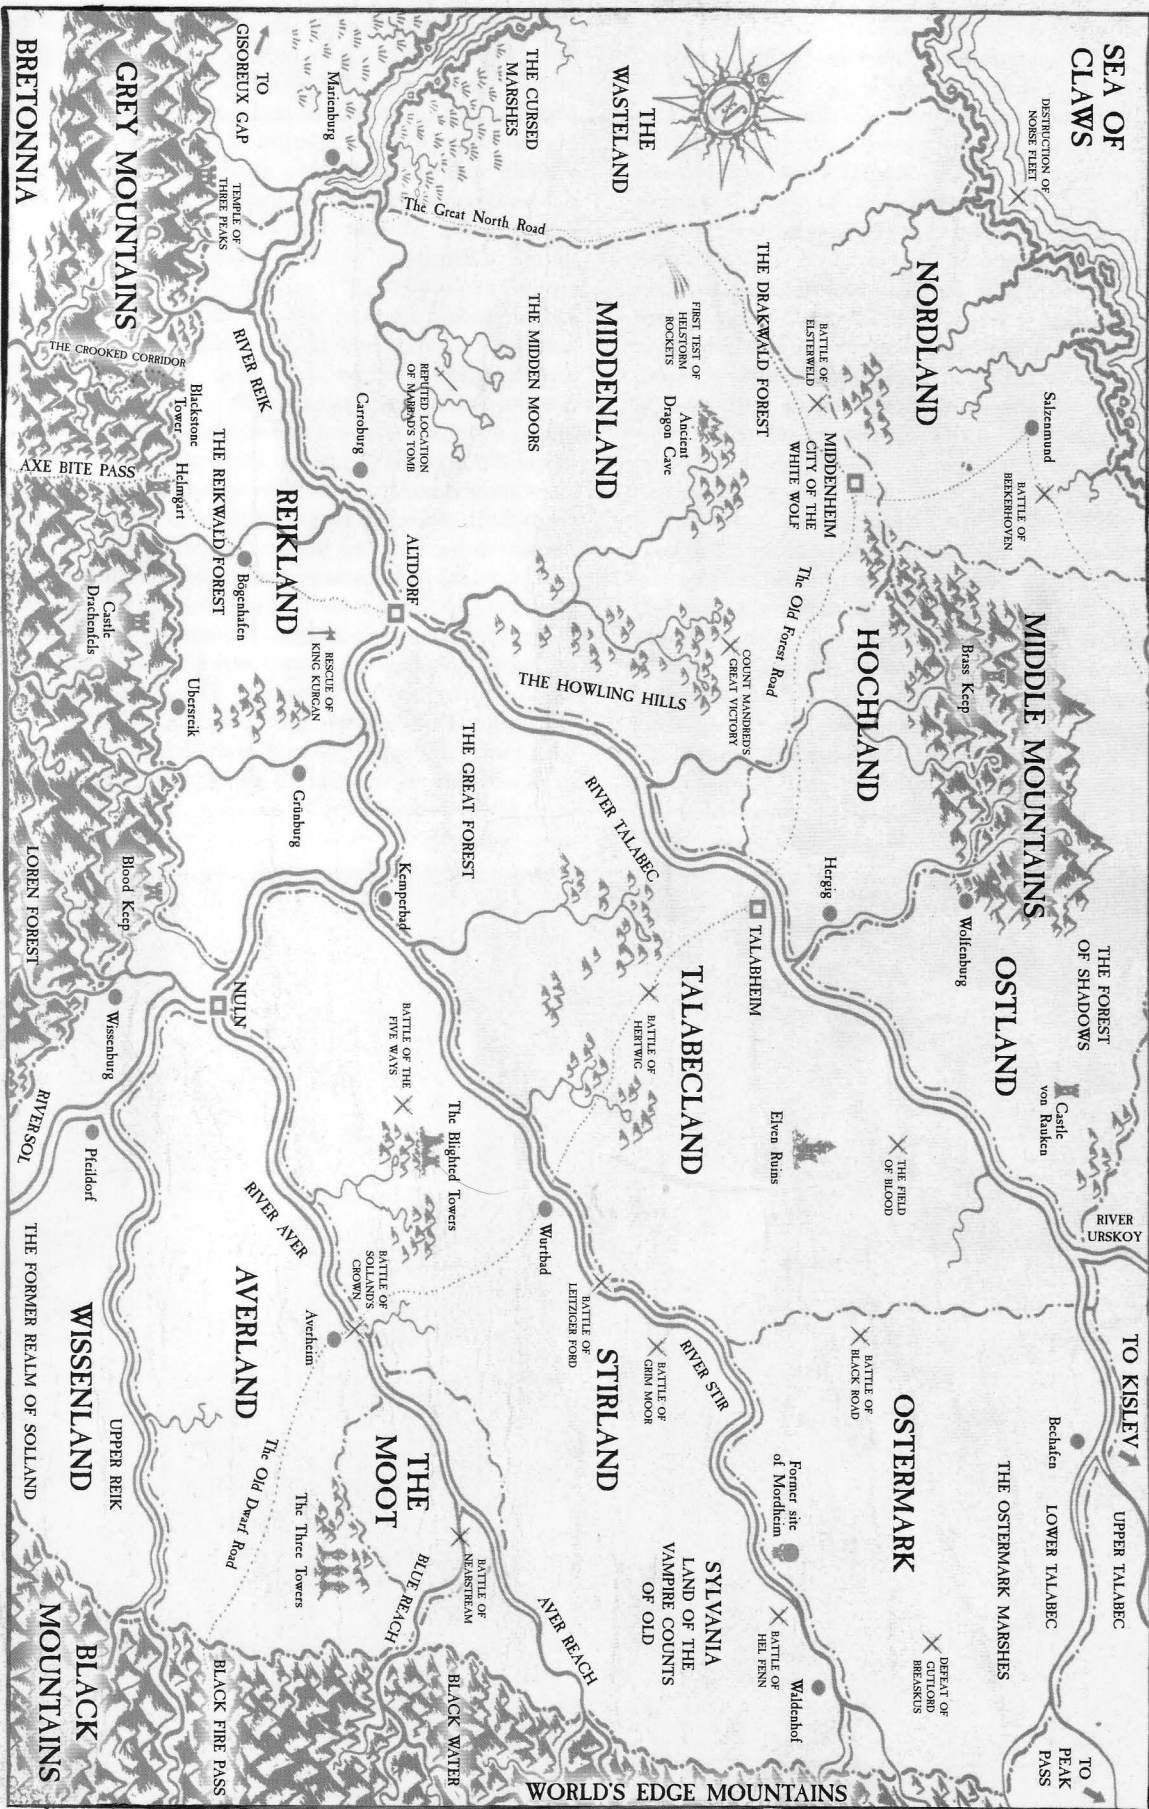 SEA OF
CLAWS
DESTRUCTION OF
NORSE FLEET
THE
WASTELAND
THE CURSED
MARSHES
Marienburg
TO
GISOREUX GAP
GREY MOUNTAINS
BRETONNIA
TEMPLE OF
THREE PEAKS
The Great North Road
NORDLAND
THE DRAKWALD FOREST
FIRST TEST OF
HELSTORM
ROCKETS
BATTLE OF
ELSTERWELD
MIDDENLAND
THE MIDDEN MOORS
REPUTED LOCATION
OF MARBAD'S TOMB
Ancient
Dragon Cave
MIDDENHEIM
CITY OF THE
WHITE WOLF
Salzenmund
BATTLE OF
BEEKERHOVEN
RIVER REIK
Carroburg
THE CROOKED CORRIDOR
Blackstone
Tower
AXE BITE PASS
Helmgart
THE REIKWALD FOREST
REIKLAND
Bögenhafen
ALTDORF
Castle
Drachenfels
RESCUE OF
KING KURGAN
Ubersreik
Grünburg
The Old Forest Road
HOCHLAND
COUNT MANDRED'S
GREAT VICTORY
THE HOWLING HILLS
MIDDLE MOUNTAINS
Brass Keep
THE GREAT FOREST
RIVER TALABEC
Hergig
Wolfenburg
TALABHEIM
Kemperbad
Blood Keep
LOREN FOREST
NULN
Wissenburg
OSTLAND
THE FOREST
OF SHADOWS
Castle
von Rauken
TALABECLAND
BATTLE OF
HERTWIG
Elven Ruins
THE FIELD
OF BLOOD
BATTLE OF THE
FIVE WAYS
The Blighted Towers
RIVER SOL
Pfeildorf
RIVER AVER
Wurtbad
RIVER
URSKOY
TO KISLEV
BATTLE OF
SOLLAND'S
CROWN
Averheim
AVERLAND
WISSENLAND
THE FORMER REALM OF SOLLAND
UPPER REIK
BATTLE OF
LEITZIGER FORD
STIRLAND
BATTLE OF
GRIM MOOR
RIVER STIR
BATTLE OF
BLACK ROAD
OSTERMARK
Bechafen
THE OSTERMARK MARSHES
LOWER TALABEC
UPPER TALABEC
Former site
of Mordheim
THE
MOOT
The Old Dwarf Road
The Three Towers
BATTLE OF
NEARSTREAM
BLUE REACH
AVER REACH
SYLVANIA
LAND OF THE
VAMPIRE COUNTS
OF OLD
BATTLE OF
HEL FENN
Waldenhof
DEFEAT OF
GUTLORD
BREASKUS
TO
PEAK
PASS
BLACK
MOUNTAINS
BLACK FIRE PASS
BLACK WATER
WORLD'S EDGE MOUNTAINS